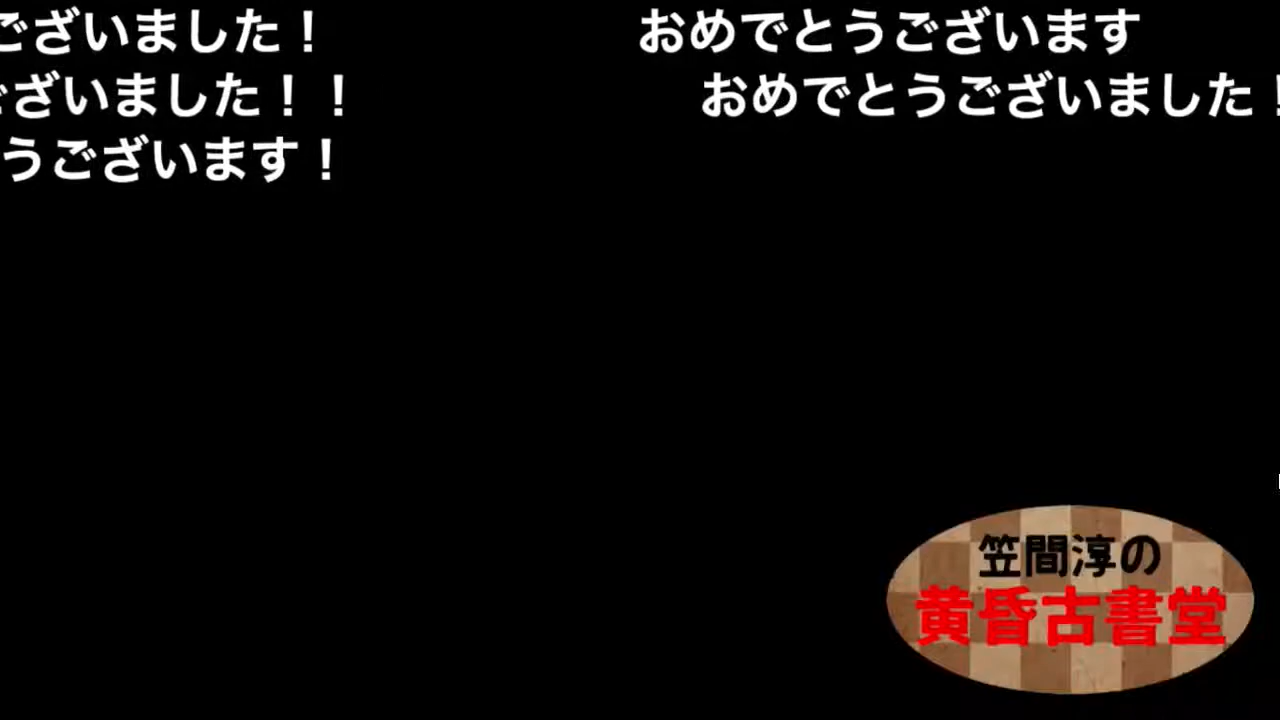 ございました！
おめでとうございます
ございました！！
おめでとうございました！
うございます！
笠間淳の
黄昏古書堂